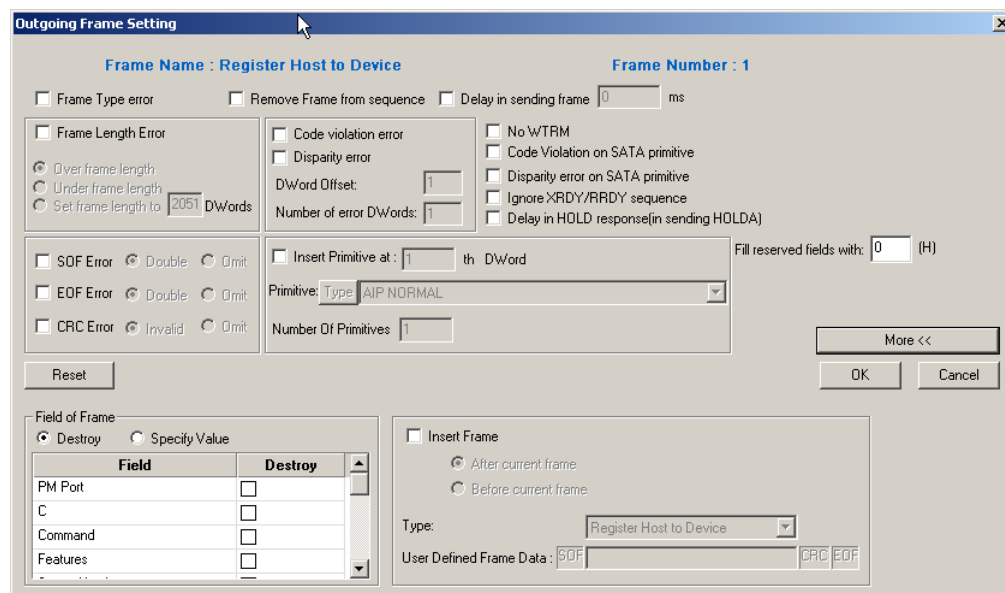 Outgoing Frame Setting
Frame Name : Register Host to Device
Frame Number : 1
Frame Type error
Remove Frame from sequence
Delay in sending frame 0 ms
Frame Length Error
Over frame length
Under frame length
Set frame length to 2051 DWords
Code violation error
Disparity error
DWord Offset: 1
Number of error DWords: 1
No WTRM
Code Violation on SATA primitive
Disparity error on SATA primitive
Ignore XRDY/RRDY sequence
Delay in HOLD response(in sending HOLDA)
SOF Error Double Omit
EOF Error Double Omit
CRC Error Invalid Omit
Insert Primitive at : 1 th DWord
Primitive: Type AIP NORMAL
Number Of Primitives 1
Fill reserved fields with: 0 (H)
More <<
Reset
OK
Cancel
Field of Frame
Destroy Specify Value
Field Destroy
PM Port
C
Command
Features
Insert Frame
After current frame
Before current frame
Type: Register Host to Device
User Defined Frame Data : SOF CRC EOF